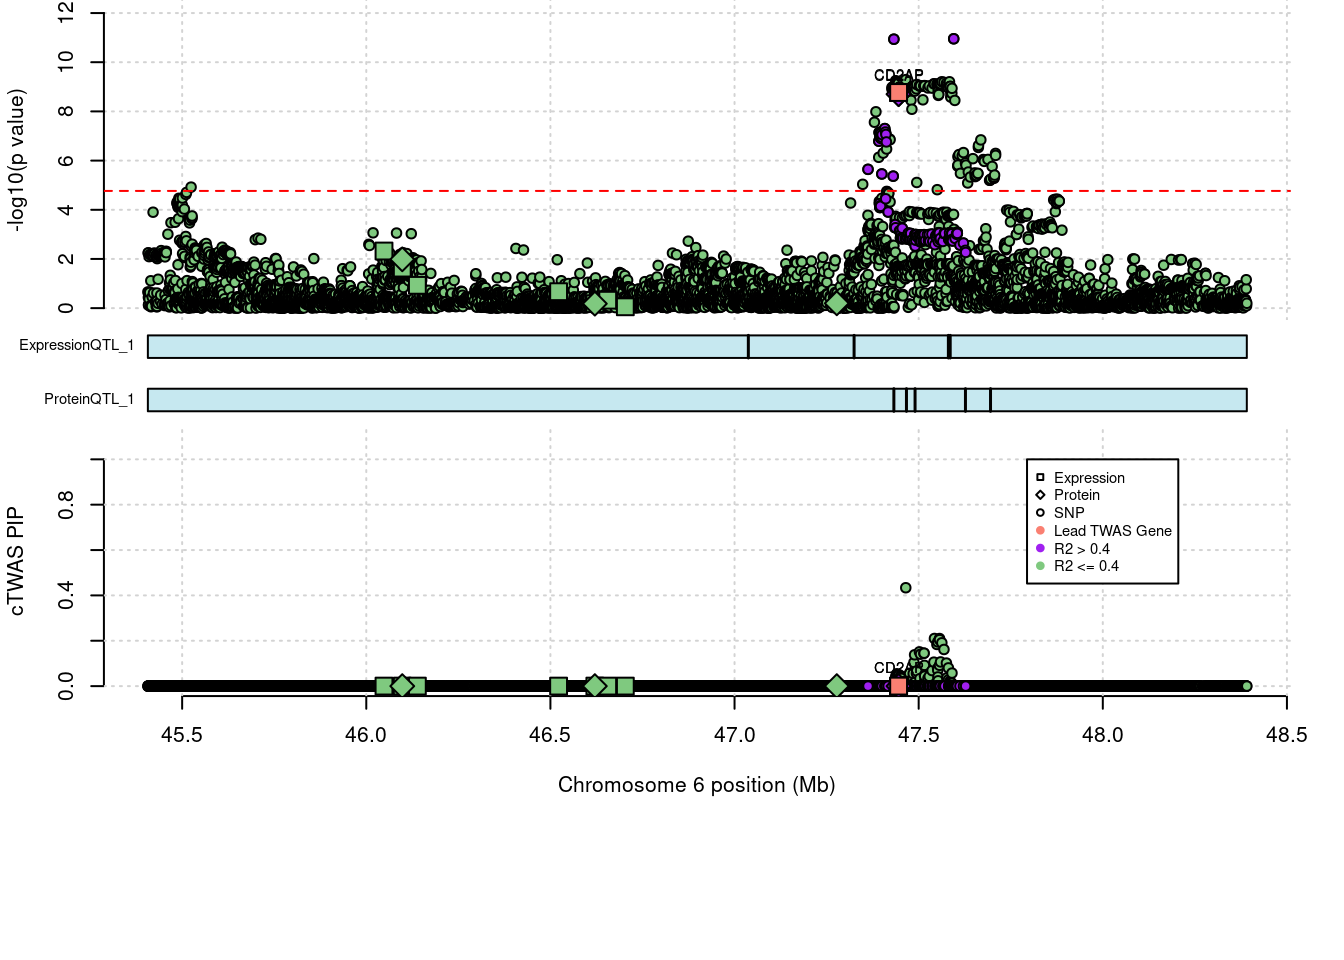 -log10(p value)
12
10
8
6
4
2
0
CD2AP
ExpressionQTL_1
ProteinQTL_1
cTWAS PIP
0.8
0.4
0.0
Expression
Protein
SNP
Lead TWAS Gene
R2 > 0.4
R2 <= 0.4
CD2AP
45.5 46.0 46.5 47.0 47.5 48.0 48.5
Chromosome 6 position (Mb)